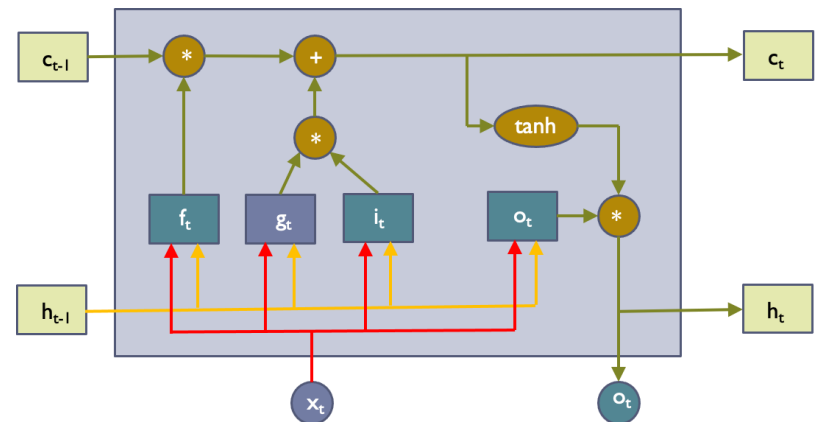 c_t-1
*
+
c_t
*
tanh
f_t
g_t
i_t
o_t
*
h_t-1
h_t
x_t
o_t